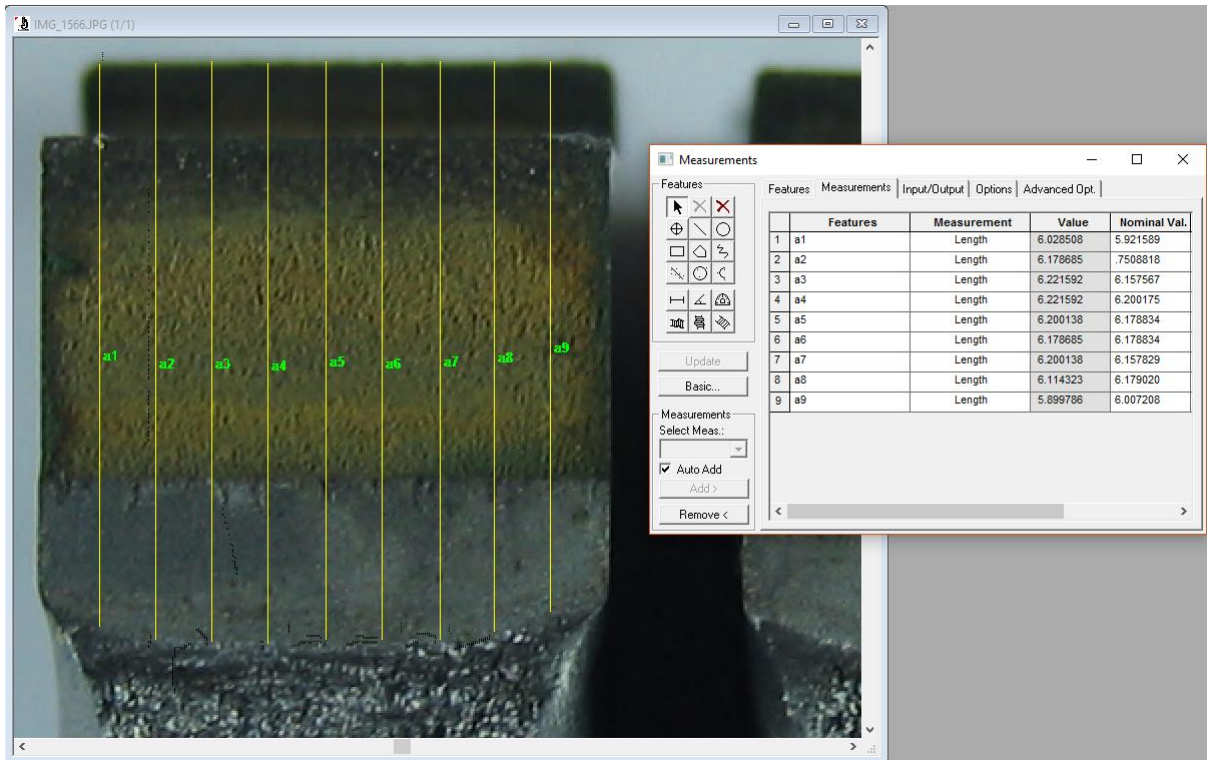 IMG_1566.JPG (1/1)
a1
a2
a3
a4
a5
a6
a7
a8
a9
Measurements
Features
Update
Basic...
Measurements
Select Meas.:
Auto Add
Add >
Remove <
Features Measurements Input/Output Options Advanced Opt.
Features Measurement Value Nominal Val.
1 a1 Length 6.028508 5.921589
2 a2 Length 6.178685 .7508818
3 a3 Length 6.221592 6.157567
4 a4 Length 6.221592 6.200175
5 a5 Length 6.200138 6.178834
6 a6 Length 6.178685 6.178834
7 a7 Length 6.200138 6.157829
8 a8 Length 6.114323 6.179020
9 a9 Length 5.899786 6.007208